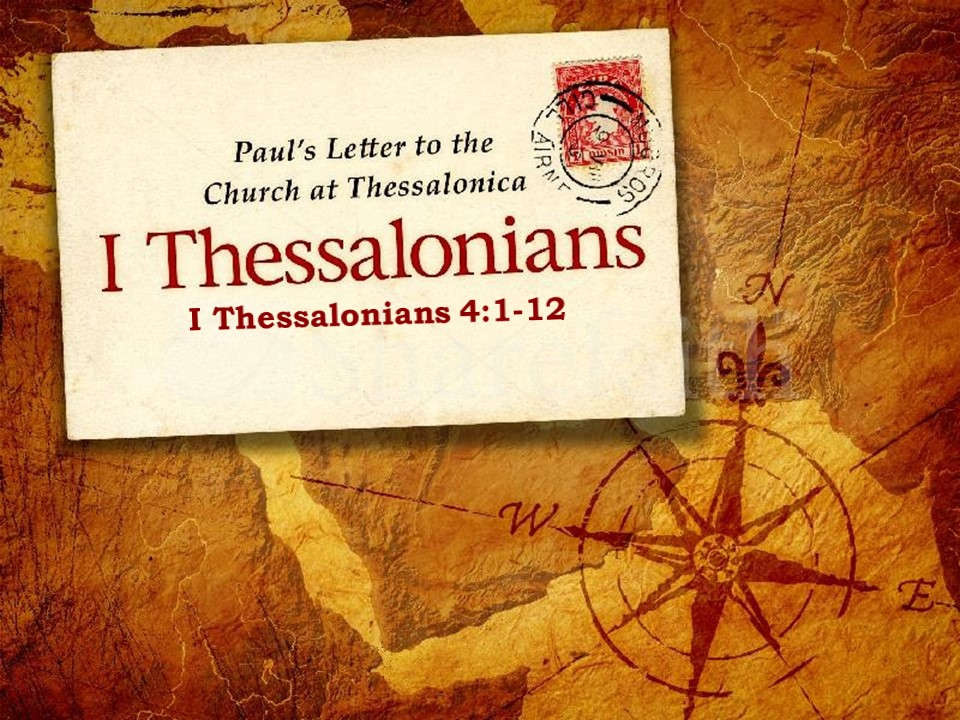 Paul's Letter to the
Church at Thessalonica
I Thessalonians
I Thessalonians 4:1-12
N
W
E